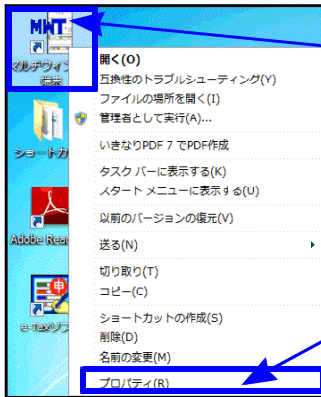 MWT
マルチウィン
端末
ショートカ
Adobe Rea
e-Taxソフ
開く(O)
互換性のトラブルシューティング(Y)
ファイルの場所を開く(I)
管理者として実行(A)...
いきなりPDF 7 でPDF作成
タスク バーに表示する(K)
スタート メニューに表示する(U)
以前のバージョンの復元(V)
送る(N)
切り取り(T)
コピー(C)
ショートカットの作成(S)
削除(D)
名前の変更(M)
プロパティ(R)